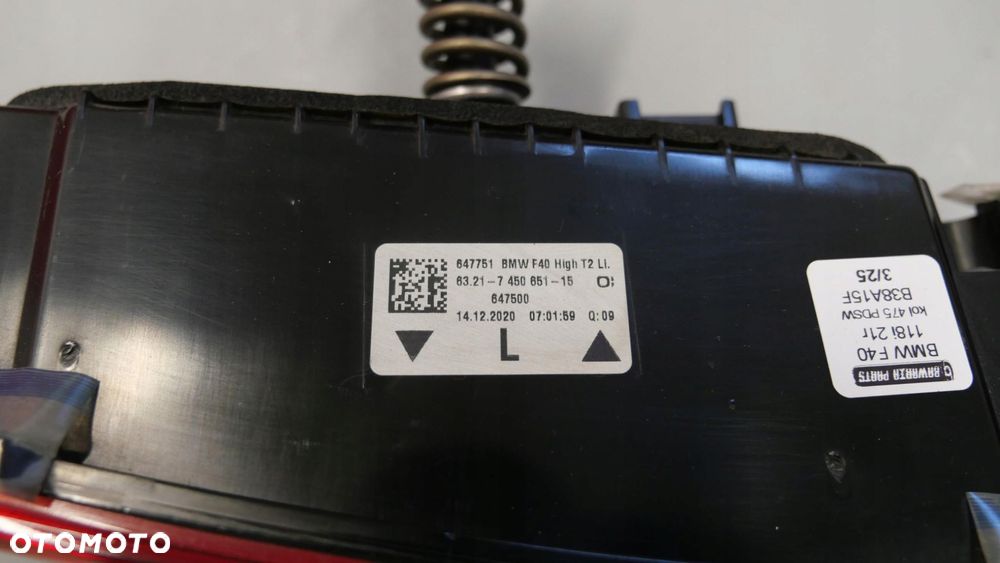 647751 BMW F40 High T2 Li.
63.21-7 450 651-15
647500
14.12.2020 07:01:59 Q:09
L
BAWARIA PARTS
BMW F40
118i 21r
kol 475 PDSW
B38A15F
3/25
OTOMOTO